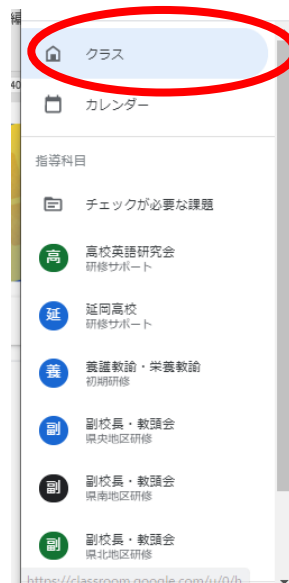 編
クラス
40
カレンダー
指導科目
チェックが必要な課題
高
高校英語研究会
研修サポート
延
延岡高校
研修サポート
養
養護教諭・栄養教諭
初期研修
副
副校長・教頭会
県央地区研修
副
副校長・教頭会
県南地区研修
副
副校長・教頭会
県北地区研修
https://classroom.google.com/u/0/h